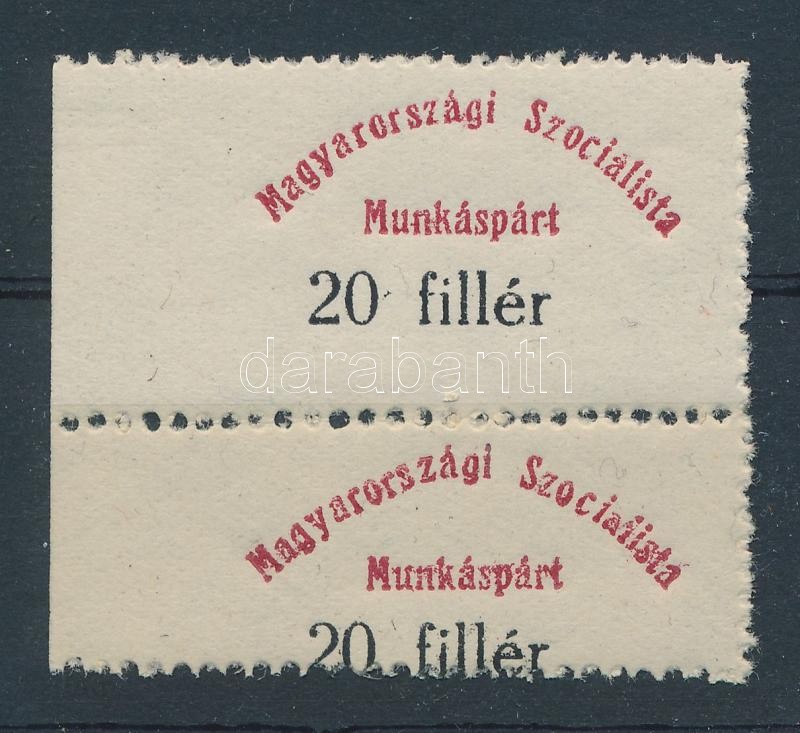 Magyarországi Szocialista
Munkáspárt
20 fillér
darabanth
Magyarországi Szocialista
Munkáspárt
20 fillér